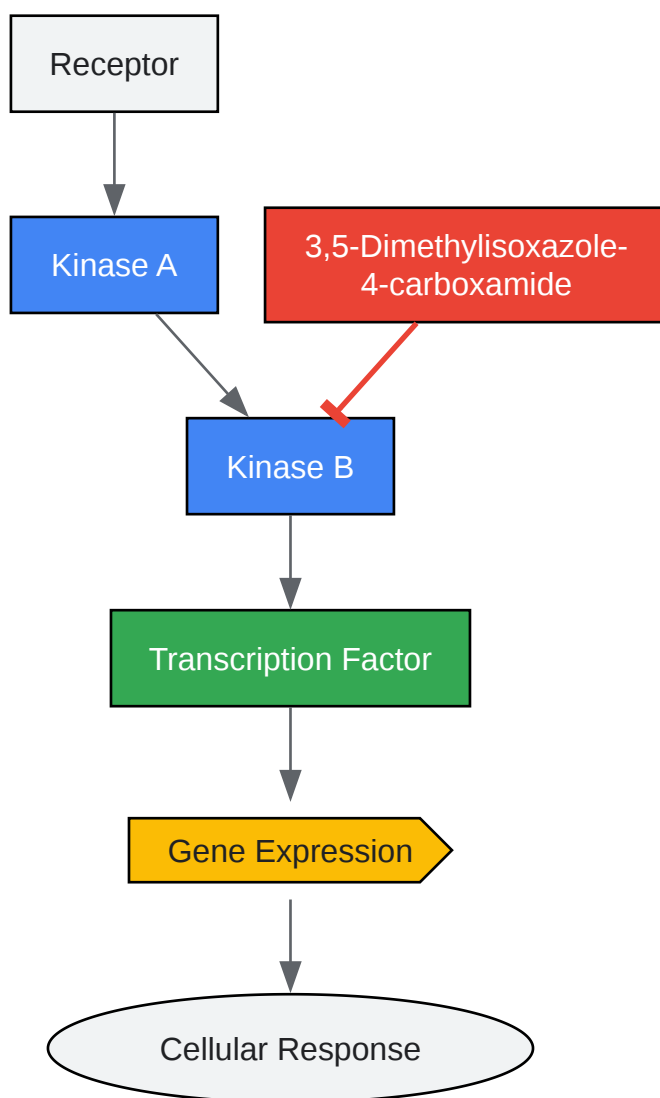 Receptor
Kinase A
3,5-Dimethylisoxazole-
4-carboxamide
Kinase B
Transcription Factor
Gene Expression
Cellular Response